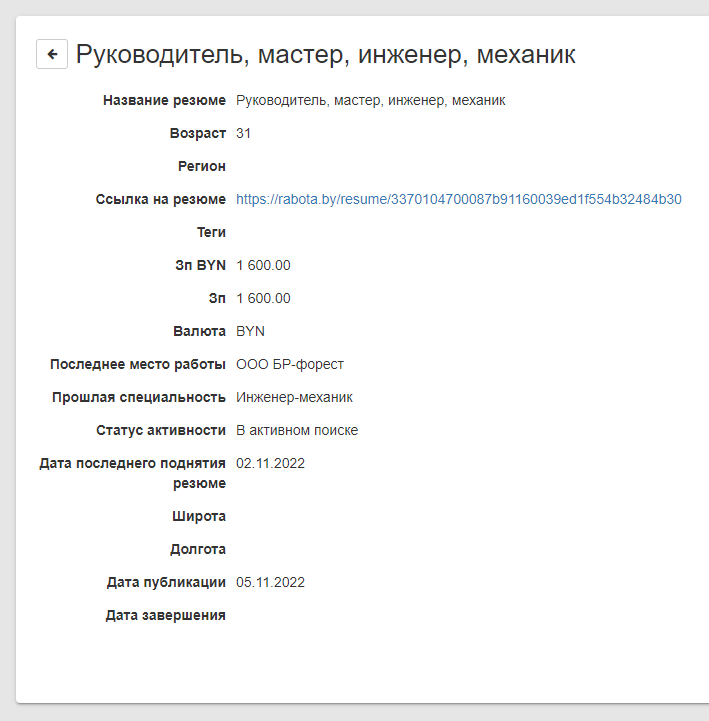 Руководитель, мастер, инженер, механик
Название резюме Руководитель, мастер, инженер, механик
Возраст 31
Регион
Ссылка на резюме https://rabota.by/resume/3370104700087b91160039ed1f554b32484b30
Теги
Зп BYN 1 600.00
Зп 1 600.00
Валюта BYN
Последнее место работы ООО БР-форест
Прошлая специальность Инженер-механик
Статус активности В активном поиске
Дата последнего поднятия 02.11.2022
резюме
Широта
Долгота
Дата публикации 05.11.2022
Дата завершения